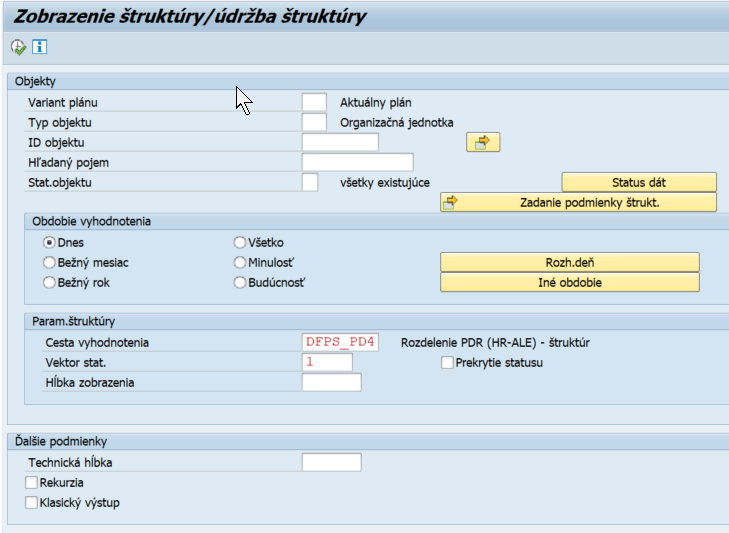 Zobrazenie štruktúry/údržba štruktúry
Objekty
Variant plánu Aktuálny plán
Typ objektu Organizačná jednotka
ID objektu
Hľadaný pojem
Stat.objektu všetky existujúce Status dát
Zadanie podmienky štrukt.
Obdobie vyhodnotenia
Dnes Všetko
Bežný mesiac Minulosť Rozh.deň
Bežný rok Budúcnosť Iné obdobie
Param.štruktúry
Cesta vyhodnotenia DFPS_PD4 Rozdelenie PDR (HR-ALE) - štruktúr
Vektor stat. 1 Prekrytie statusu
Hĺbka zobrazenia
Ďalšie podmienky
Technická hĺbka
Rekurzia
Klasický výstup